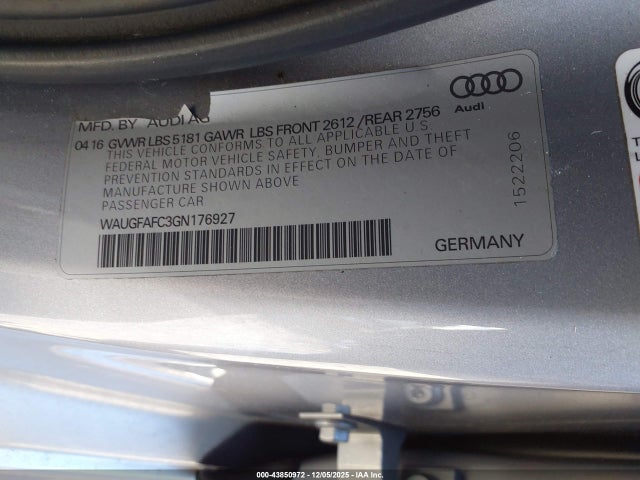 MFD. BY AUDI AG
Audi
04 16 GVWR LBS 5181 GAWR LBS FRONT 2612 / REAR 2756
THIS VEHICLE CONFORMS TO ALL APPLICABLE U.S.
FEDERAL MOTOR VEHICLE SAFETY, BUMPER AND THEFT
PREVENTION STANDARDS IN EFFECT ON THE DATE OF
MANUFACTURE SHOWN ABOVE
PASSENGER CAR
1522206
WAUGFAFC3GN176927
GERMANY
000-43850972 - 12/05/2025 - IAAI.COM